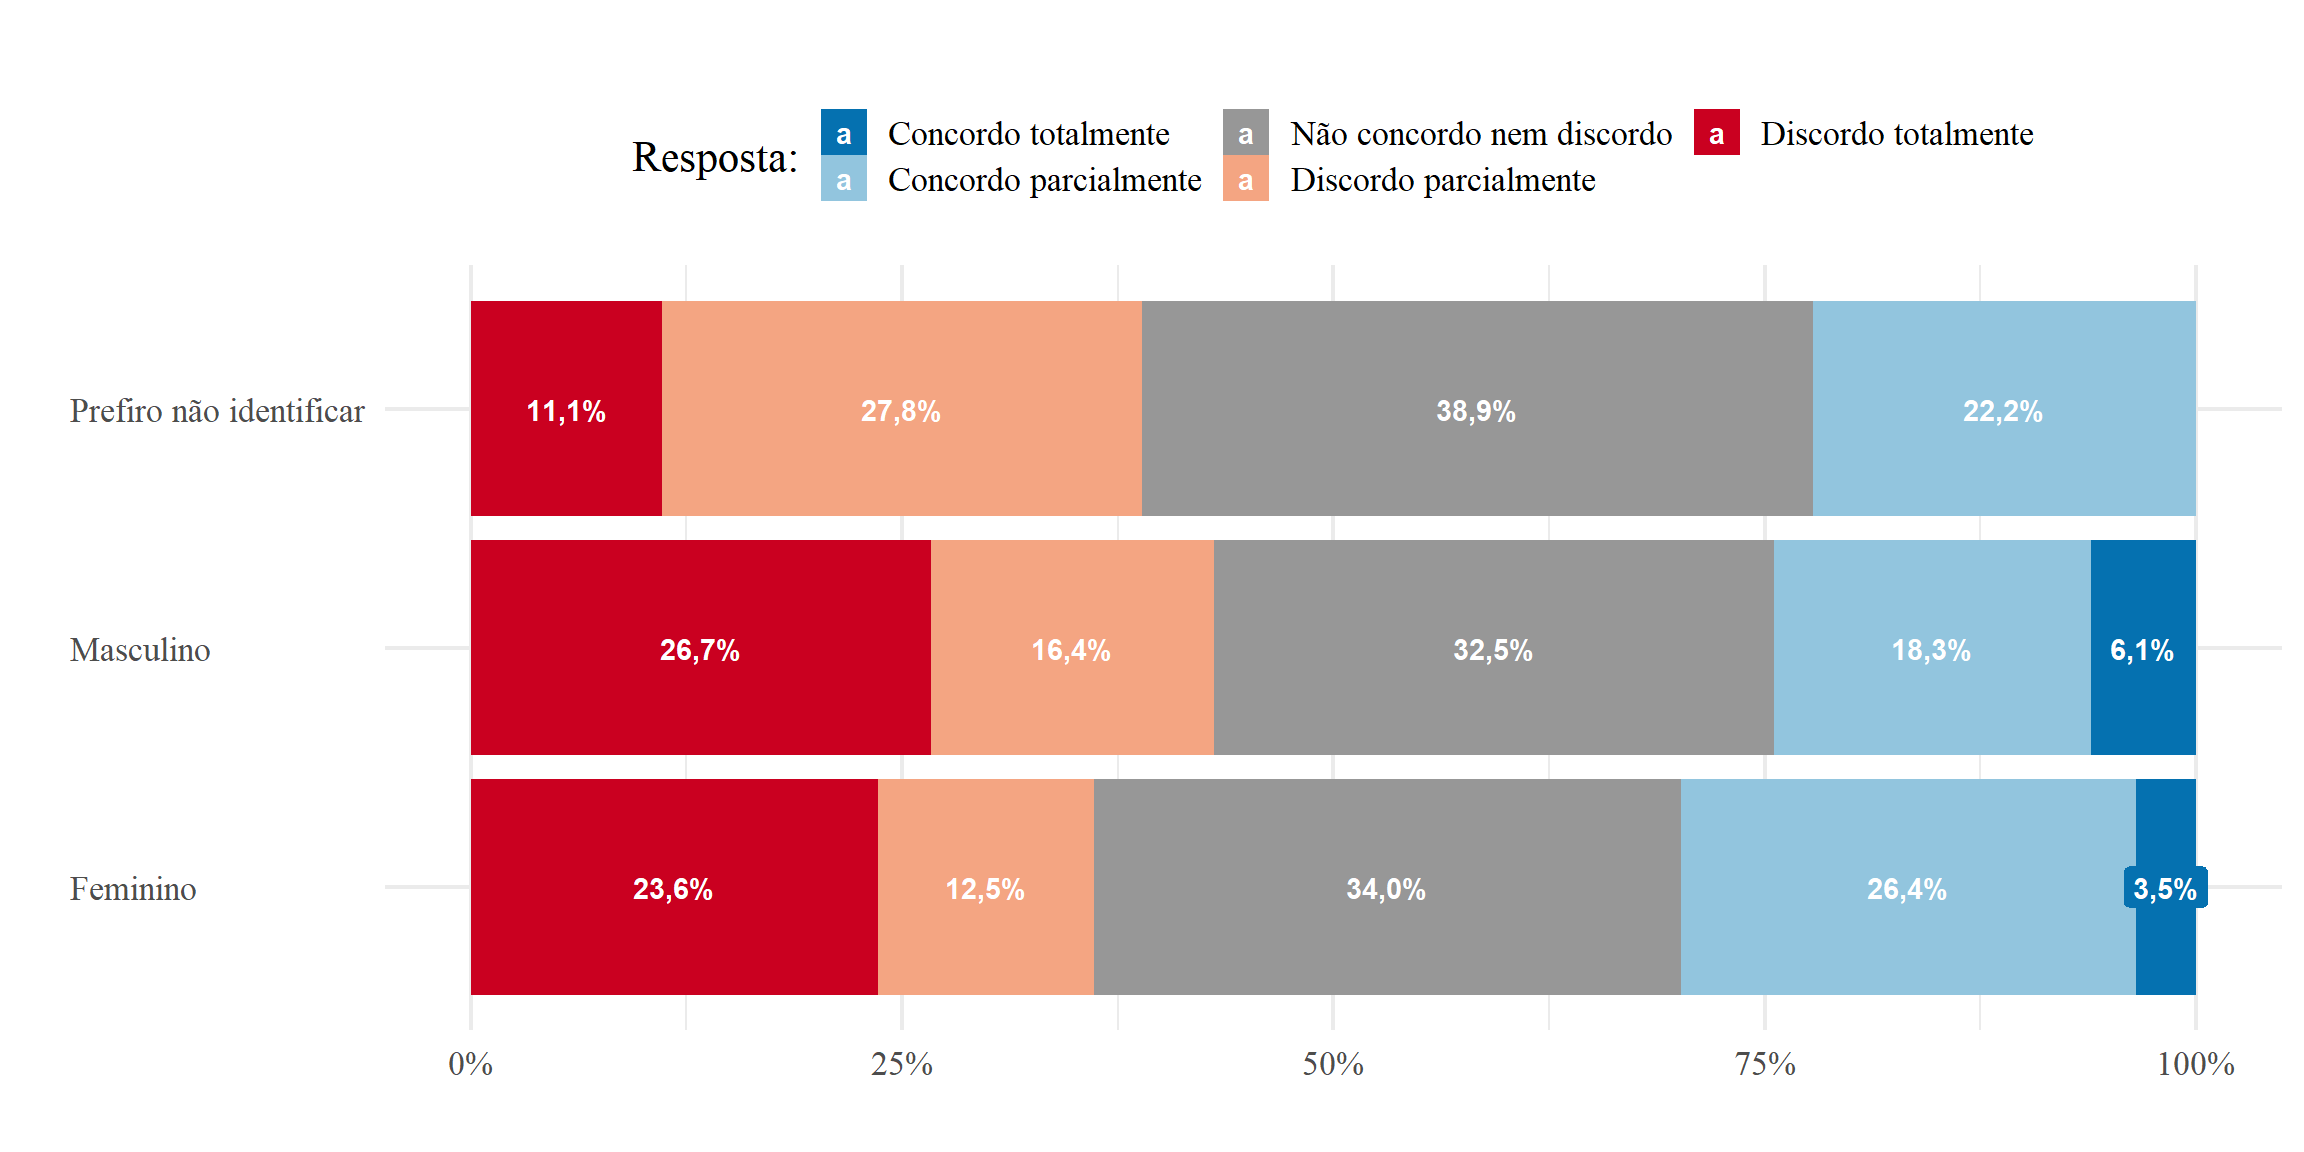 Resposta:
a Concordo totalmente a Não concordo nem discordo a Discordo totalmente
a Concordo parcialmente a Discordo parcialmente
Prefiro não identificar 11,1% 27,8% 38,9% 22,2%
Masculino 26,7% 16,4% 32,5% 18,3% 6,1%
Feminino 23,6% 12,5% 34,0% 26,4% 3,5%
0% 25% 50% 75% 100%